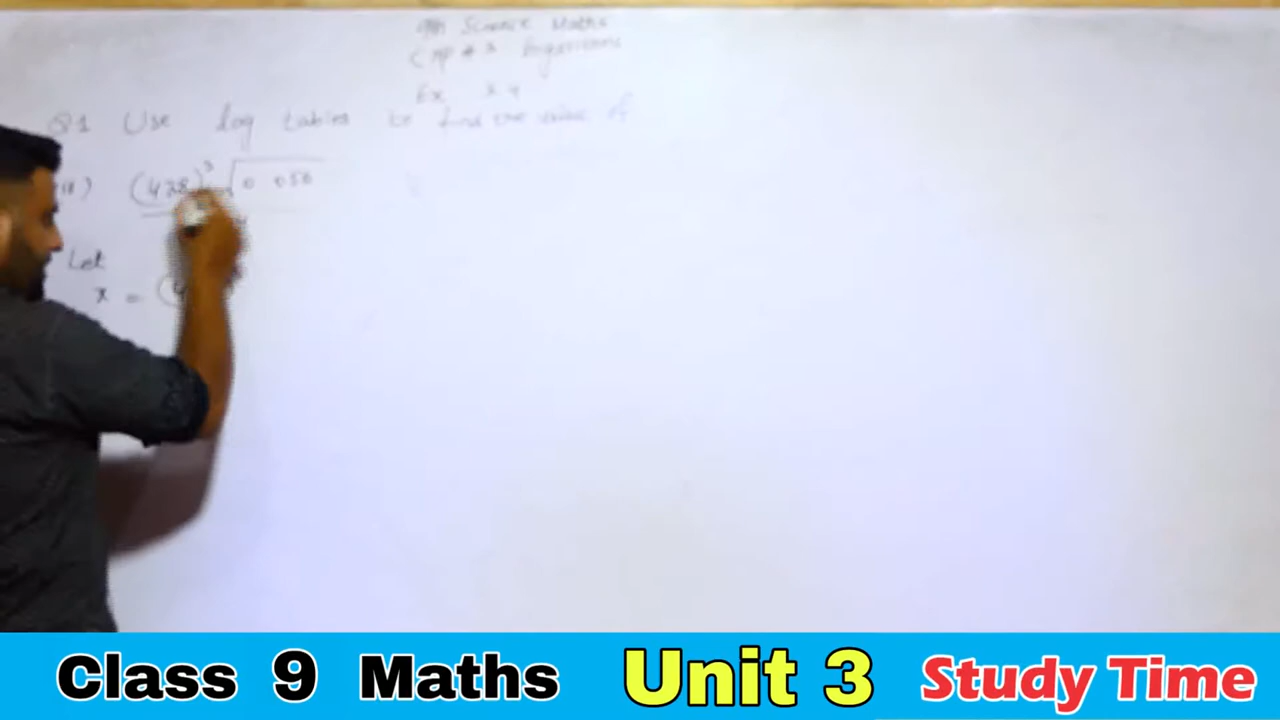 9th Science Maths
Chp # 3 Logarithms
Ex 3.4
Q1 Use log tables to find the value of
(438)³ √0.056
Let
x = (4
Class 9 Maths Unit 3 Study Time